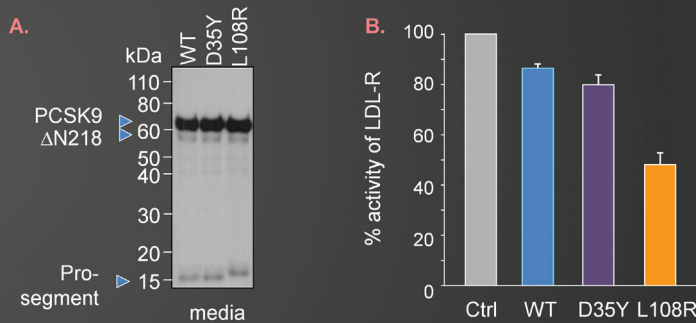 A.
kDa
WT
D35Y
L108R
110
80
PCSK9
60
ΔN218
50
40
30
20
Pro-
segment
15
media
B.
% activity of LDL-R
100
80
60
40
20
0
Ctrl
WT
D35Y
L108R